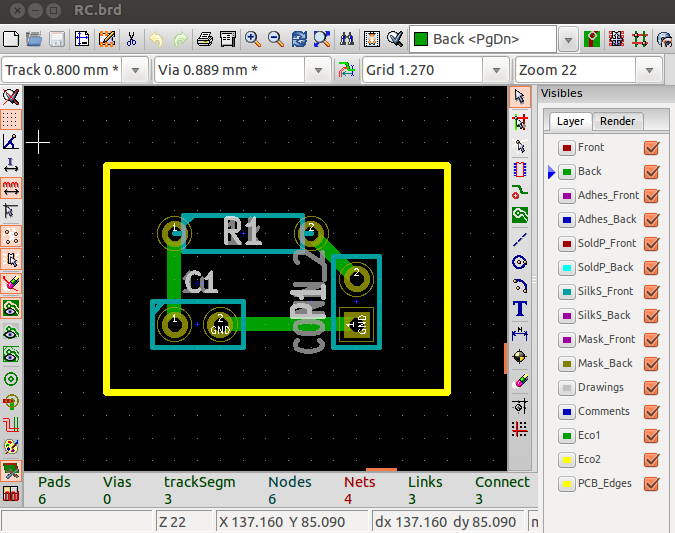 RC.brd
Back <PgDn>
Track 0.800 mm *
Via 0.889 mm *
Grid 1.270
Zoom 22
Visibles
Layer
Render
Front
Back
Adhes_Front
Adhes_Back
SoldP_Front
SoldP_Back
SilkS_Front
SilkS_Back
Mask_Front
Mask_Back
Drawings
Comments
Eco1
Eco2
PCB_Edges
1
R1
2
C1
P1
CONN_2
2
1
2
GND
1
GND
Pads
Vias
trackSegm
Nodes
Nets
Links
Connect
6
0
3
6
4
3
3
Z 22
X 137.160 Y 85.090
dx 137.160 dy 85.090